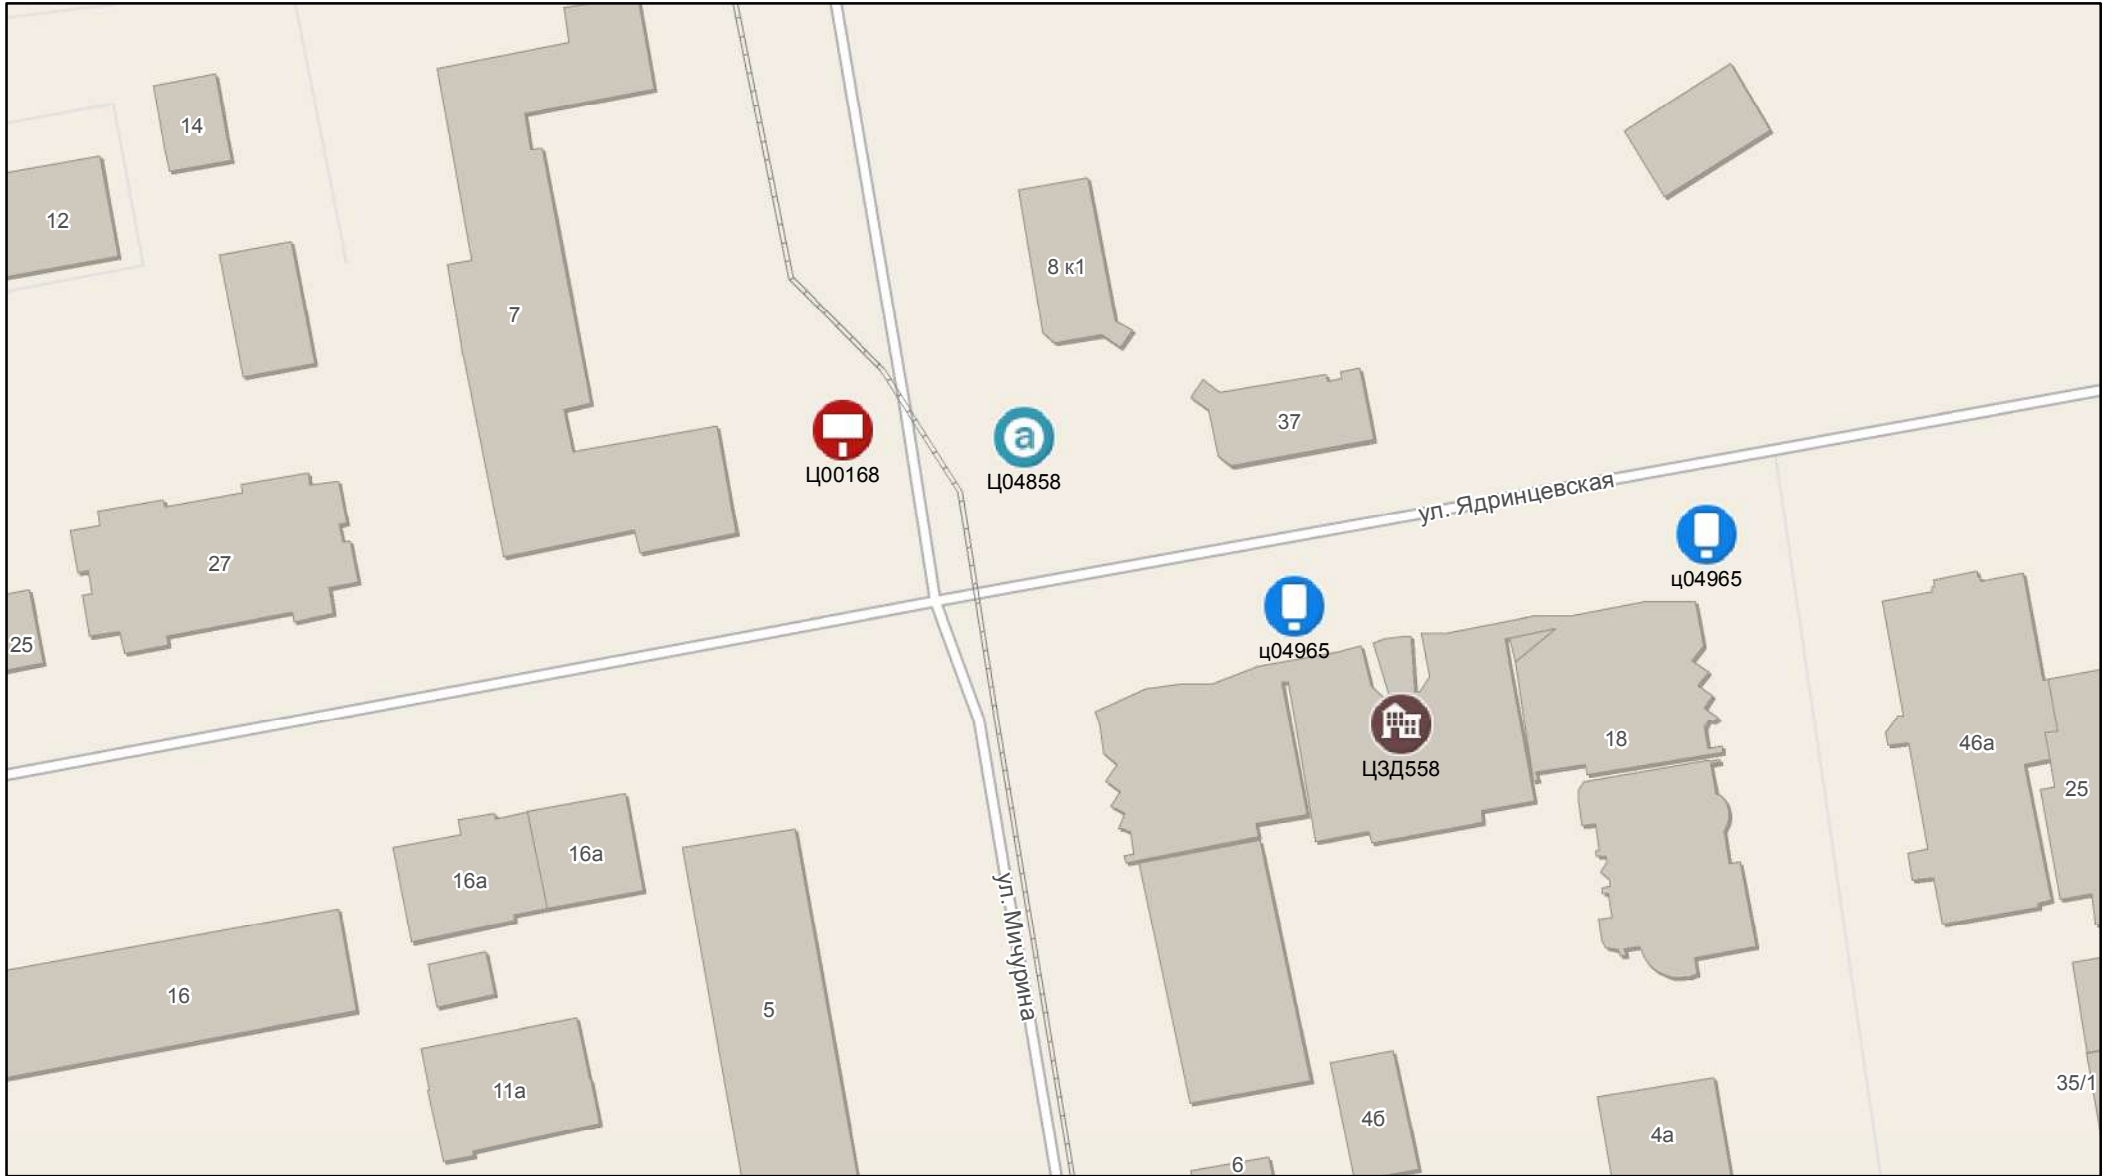 14
12
8 к1
7
37
a
Ц00168
Ц04858
ул. Ядринцевская
27
ц04965
25
ц04965
18
46а
ЦЗД558
25
16а
16а
ул. Мичурина
16
5
11а
4б
4а
35/1
6